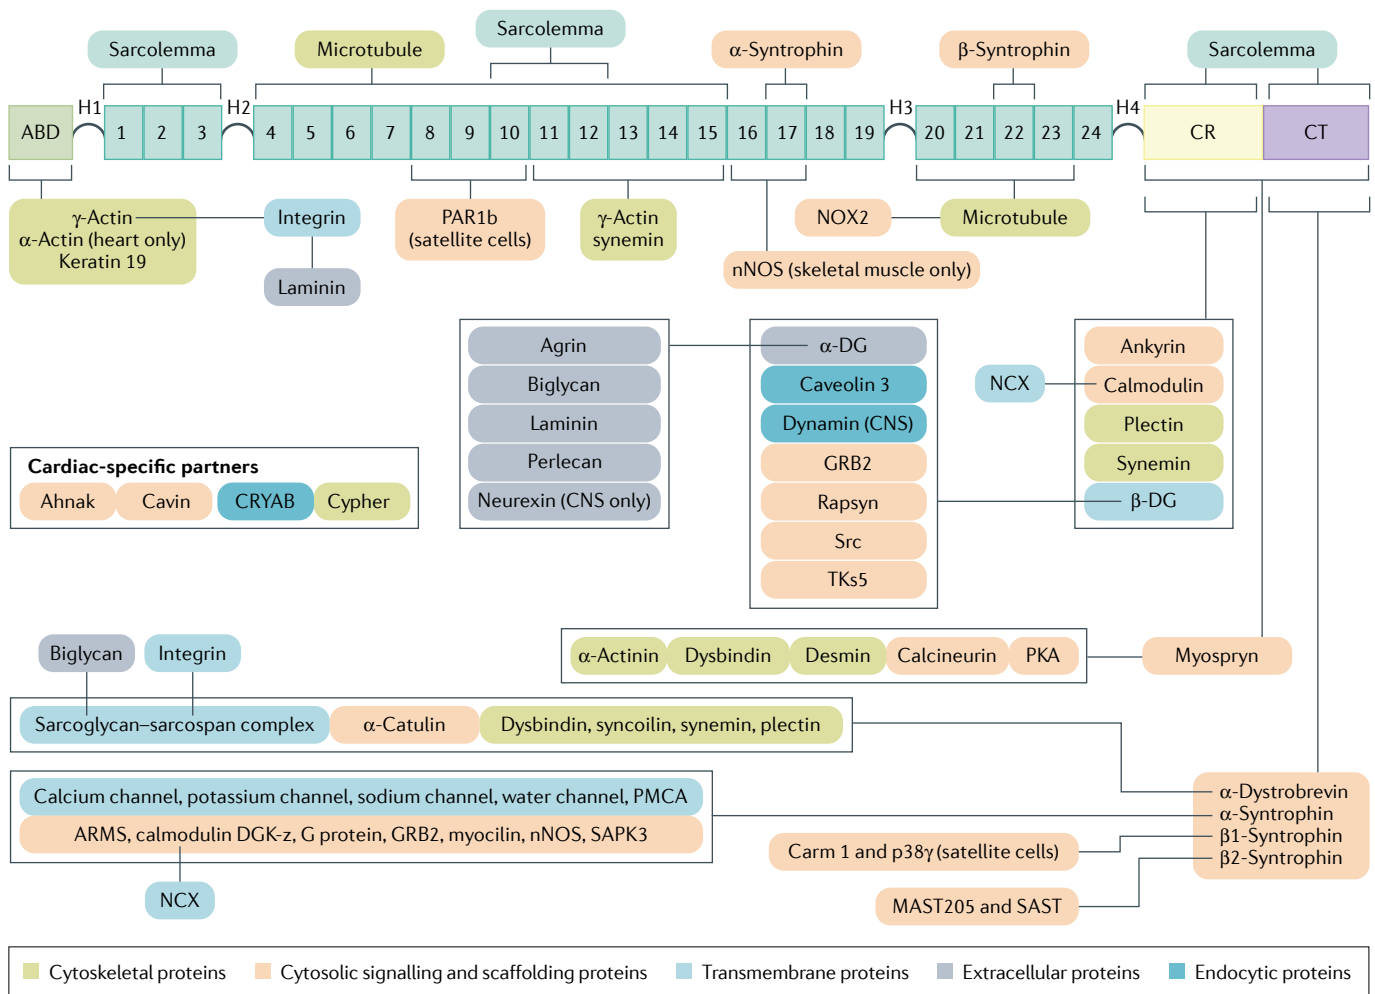 Sarcolemma
Microtubule
Sarcolemma
α-Syntrophin
β-Syntrophin
Sarcolemma
ABD
H1
1
2
3
H2
4
5
6
7
8
9
10
11
12
13
14
15
16
17
18
19
H3
20
21
22
23
24
H4
CR
CT
γ-Actin
α-Actin (heart only)
Keratin 19
Integrin
Laminin
PAR1b
(satellite cells)
γ-Actin
synemin
nNOS (skeletal muscle only)
NOX2
Microtubule
Agrin
Biglycan
Laminin
Perlecan
Neurexin (CNS only)
α-DG
Caveolin 3
Dynamin (CNS)
GRB2
Rapsyn
Src
TKs5
NCX
Ankyrin
Calmodulin
Plectin
Synemin
β-DG
Cardiac-specific partners
Ahnak
Cavin
CRYAB
Cypher
α-Actinin
Dysbindin
Desmin
Calcineurin
PKA
Myospryn
Biglycan
Integrin
Sarcoglycan–sarcospan complex
α-Catulin
Dysbindin, syncoilin, synemin, plectin
Calcium channel, potassium channel, sodium channel, water channel, PMCA
ARMS, calmodulin DGK-z, G protein, GRB2, myocilin, nNOS, SAPK3
NCX
α-Dystrobrevin
α-Syntrophin
β1-Syntrophin
β2-Syntrophin
Carm 1 and p38γ (satellite cells)
MAST205 and SAST
Cytoskeletal proteins
Cytosolic signalling and scaffolding proteins
Transmembrane proteins
Extracellular proteins
Endocytic proteins